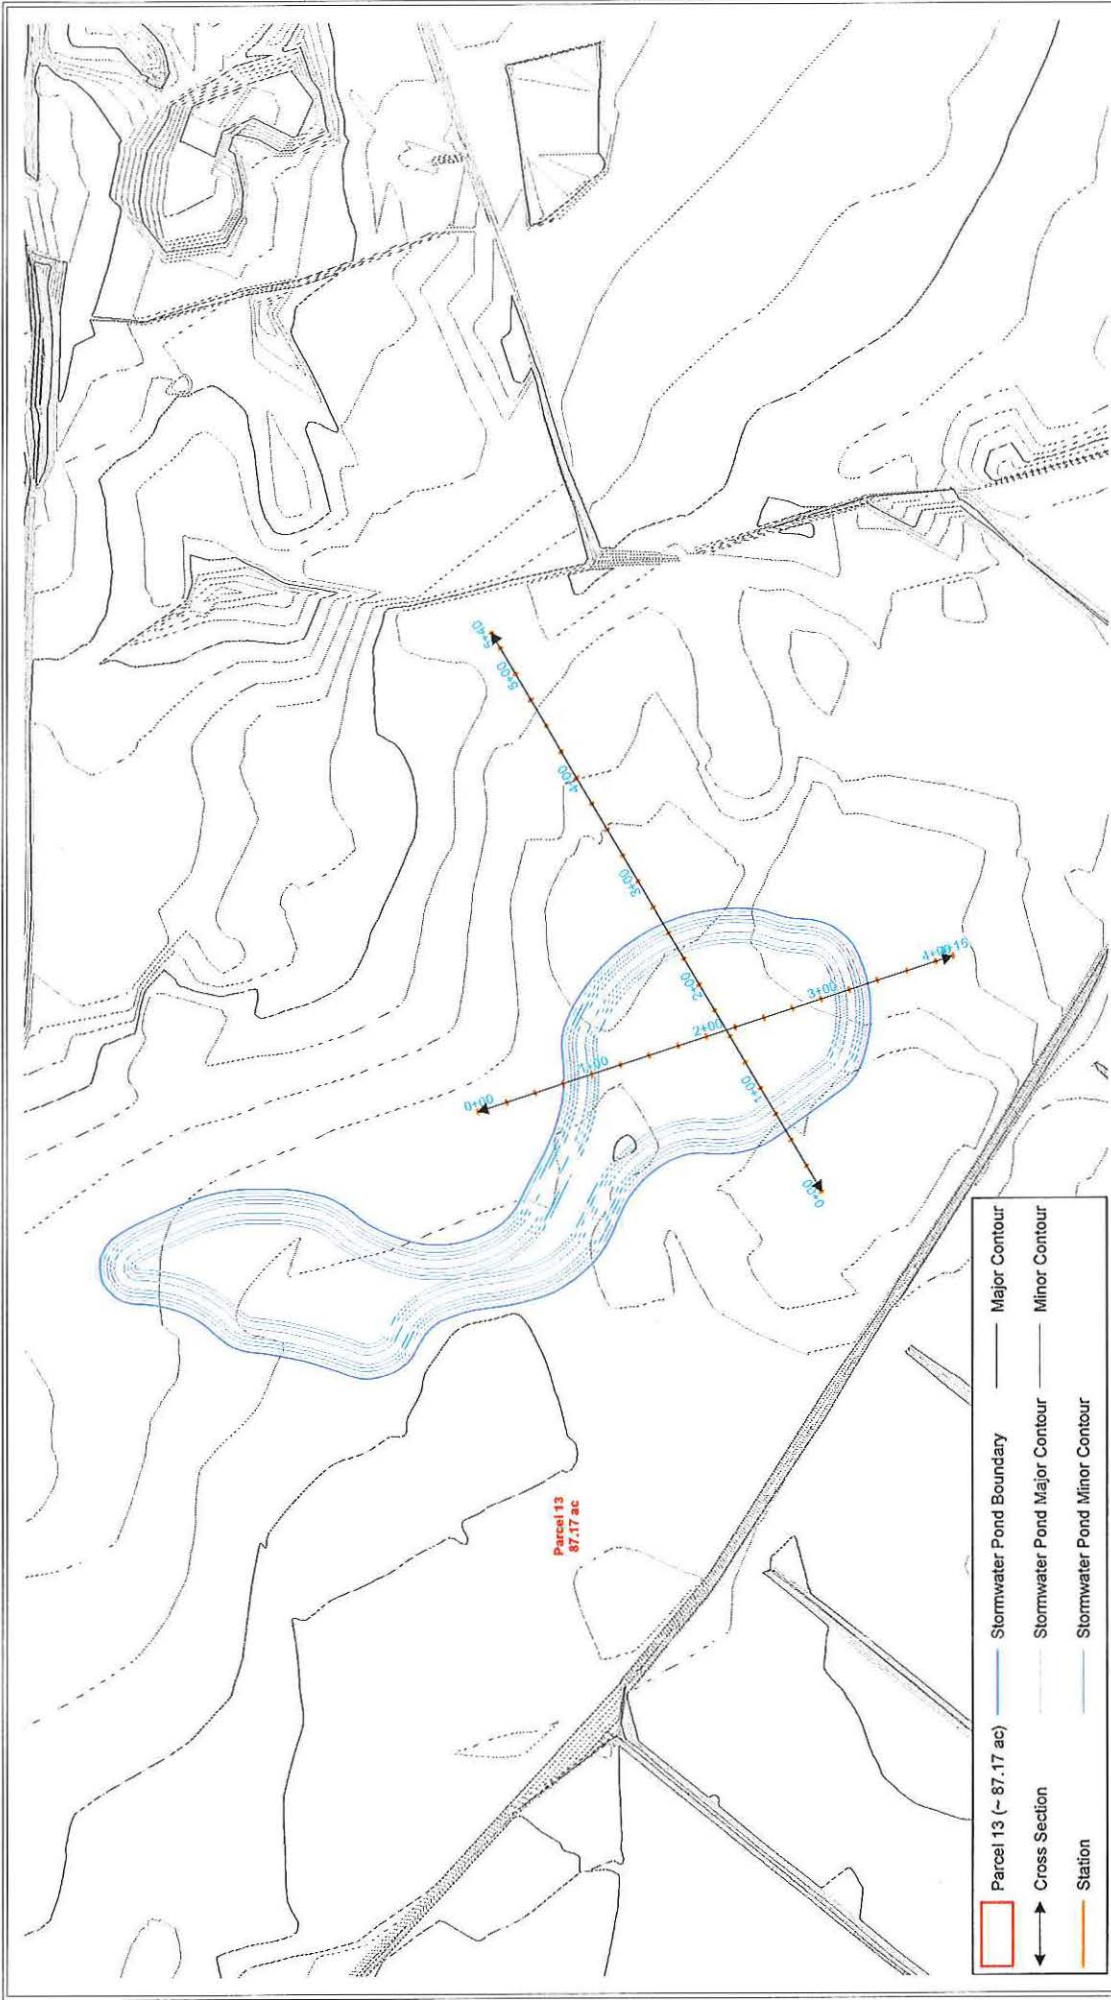 Parcel 13
87.17 ac
0+00
1+00
2+00
3+00
4+00
5+00
5+40
0+00
1+00
2+00
3+00
4+00
Parcel 13 (~ 87.17 ac)
Cross Section
Station
Stormwater Pond Boundary
Stormwater Pond Major Contour
Stormwater Pond Minor Contour
Major Contour
Minor Contour